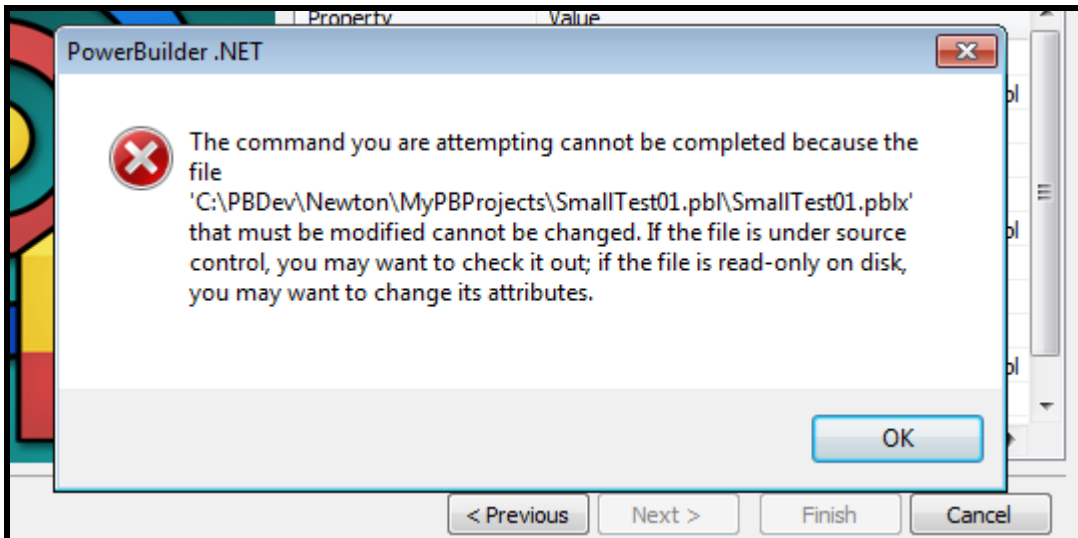 Property Value
PowerBuilder .NET
bl
The command you are attempting cannot be completed because the
file
'C:\PBDev\Newton\MyPBProjects\SmallTest01.pbl\SmallTest01.pblx'
that must be modified cannot be changed. If the file is under source
bl
control, you may want to check it out; if the file is read-only on disk,
you may want to change its attributes.
bl
OK
< Previous Next > Finish Cancel